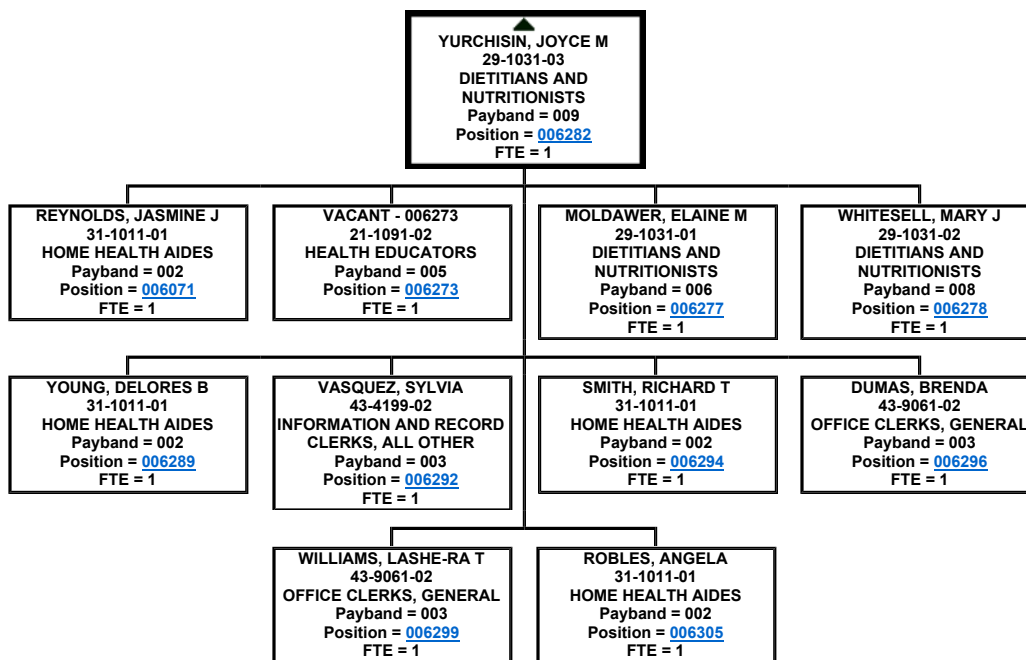 YURCHISIN, JOYCE M
29-1031-03
DIETITIANS AND
NUTRITIONISTS
Payband = 009
Position = 006282
FTE = 1
REYNOLDS, JASMINE J
31-1011-01
HOME HEALTH AIDES
Payband = 002
Position = 006071
FTE = 1
VACANT - 006273
21-1091-02
HEALTH EDUCATORS
Payband = 005
Position = 006273
FTE = 1
MOLDAWER, ELAINE M
29-1031-01
DIETITIANS AND
NUTRITIONISTS
Payband = 006
Position = 006277
FTE = 1
WHITESELL, MARY J
29-1031-02
DIETITIANS AND
NUTRITIONISTS
Payband = 008
Position = 006278
FTE = 1
YOUNG, DELORES B
31-1011-01
HOME HEALTH AIDES
Payband = 002
Position = 006289
FTE = 1
VASQUEZ, SYLVIA
43-4199-02
INFORMATION AND RECORD
CLERKS, ALL OTHER
Payband = 003
Position = 006292
FTE = 1
SMITH, RICHARD T
31-1011-01
HOME HEALTH AIDES
Payband = 002
Position = 006294
FTE = 1
DUMAS, BRENDA
43-9061-02
OFFICE CLERKS, GENERAL
Payband = 003
Position = 006296
FTE = 1
WILLIAMS, LASHE-RA T
43-9061-02
OFFICE CLERKS, GENERAL
Payband = 003
Position = 006299
FTE = 1
ROBLES, ANGELA
31-1011-01
HOME HEALTH AIDES
Payband = 002
Position = 006305
FTE = 1